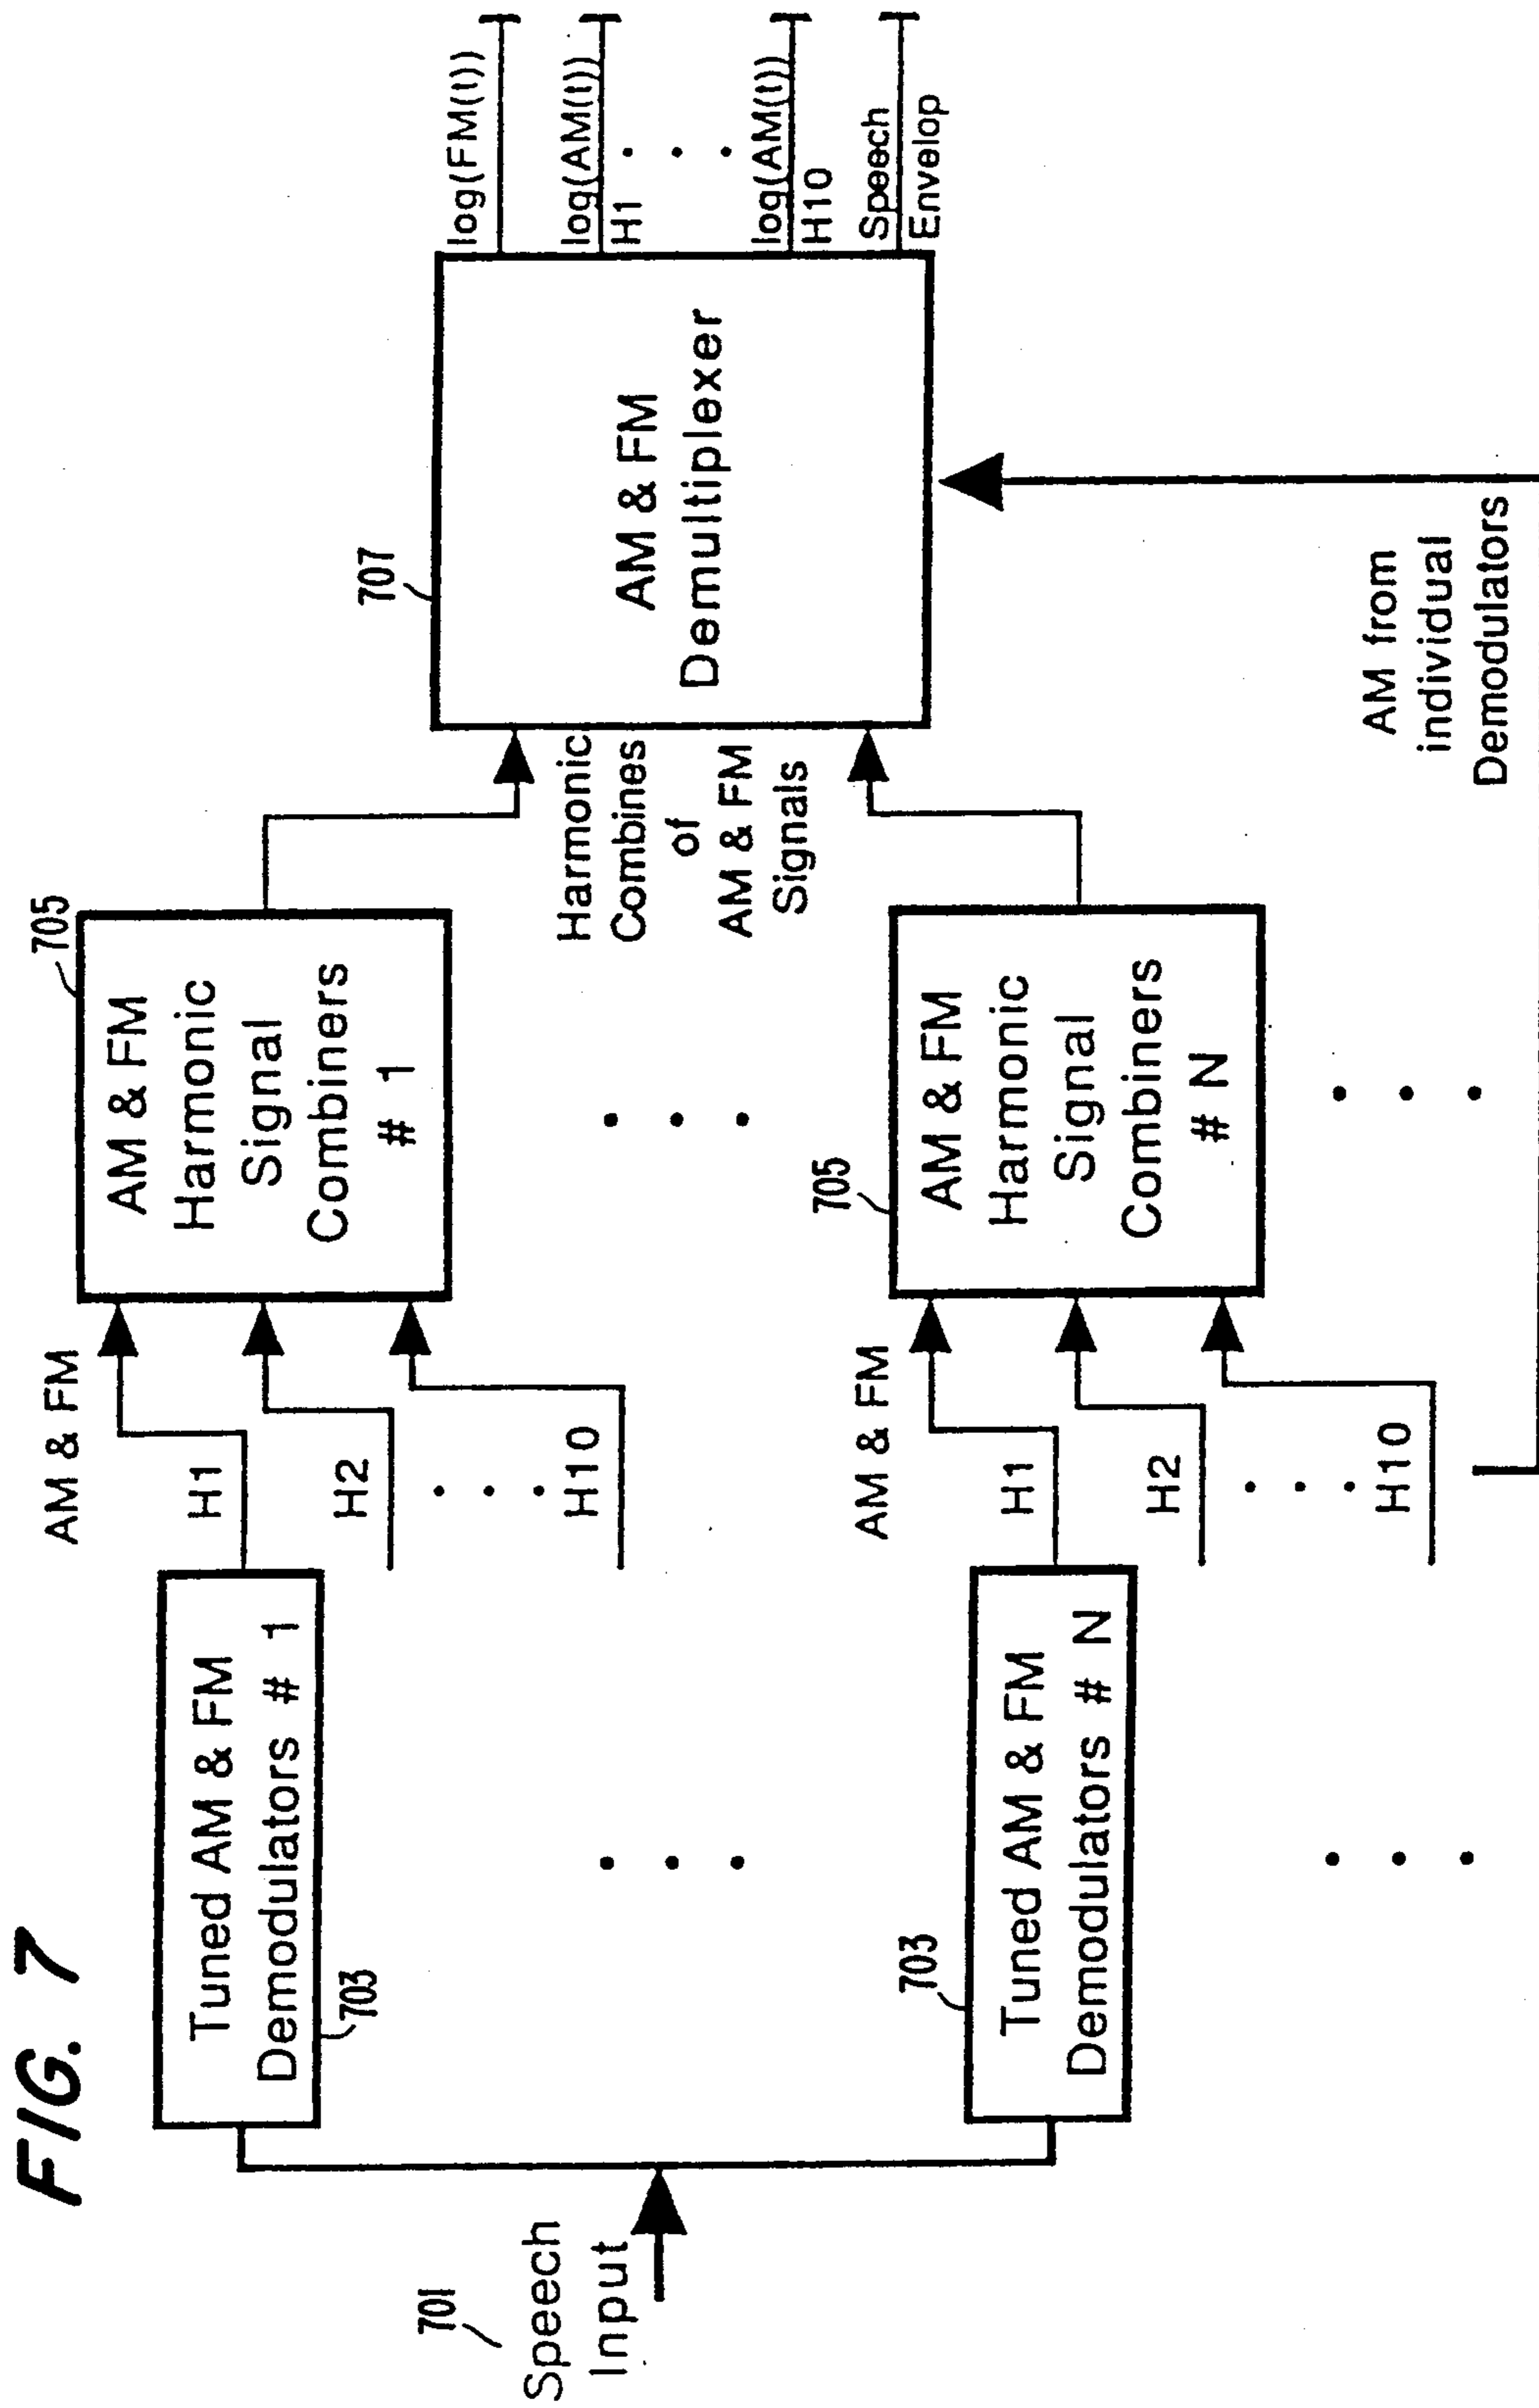 FIG. 7
701
Speech
Input
Tuned AM & FM
Demodulators # 1
703
AM & FM
H1
H2
H10
705
AM & FM
Harmonic
Signal
Combiners
# 1
703
Tuned AM & FM
Demodulators # N
AM & FM
H1
H2
H10
705
AM & FM
Harmonic
Signal
Combiners
# N
Harmonic
Combines
of
AM & FM
Signals
707
AM & FM
Demultiplexer
log(FM(t))
log(AM(t))
H1
log(AM(t))
H10
Speech
Envelop
AM from
individual
Demodulators